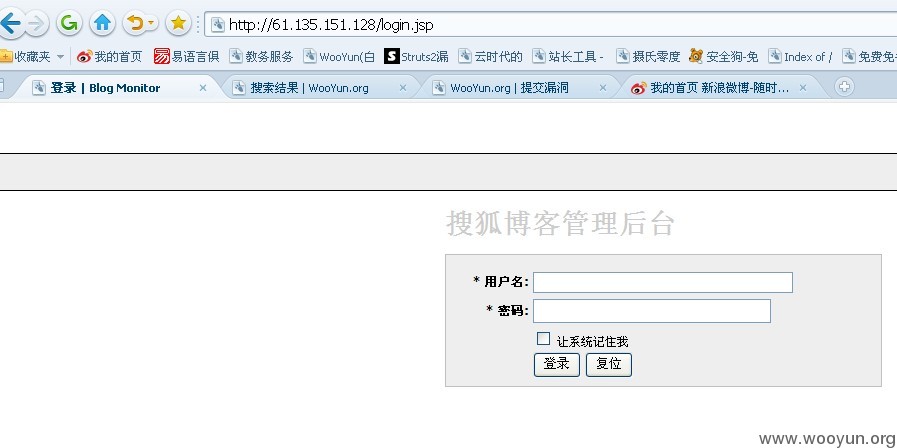 http://61.135.151.128/login.jsp
收藏夹 我的首页 易语言俱 教务服务 WooYun(白 Struts2漏 云时代的 站长工具 - 摄氏零度 安全狗-免 Index of / 免费免
登录 | Blog Monitor 搜索结果 | WooYun.org WooYun.org | 提交漏洞 我的首页 新浪微博-随时...
搜狐博客管理后台
* 用户名:
* 密码:
让系统记住我
登录 复位
www.wooyun.org